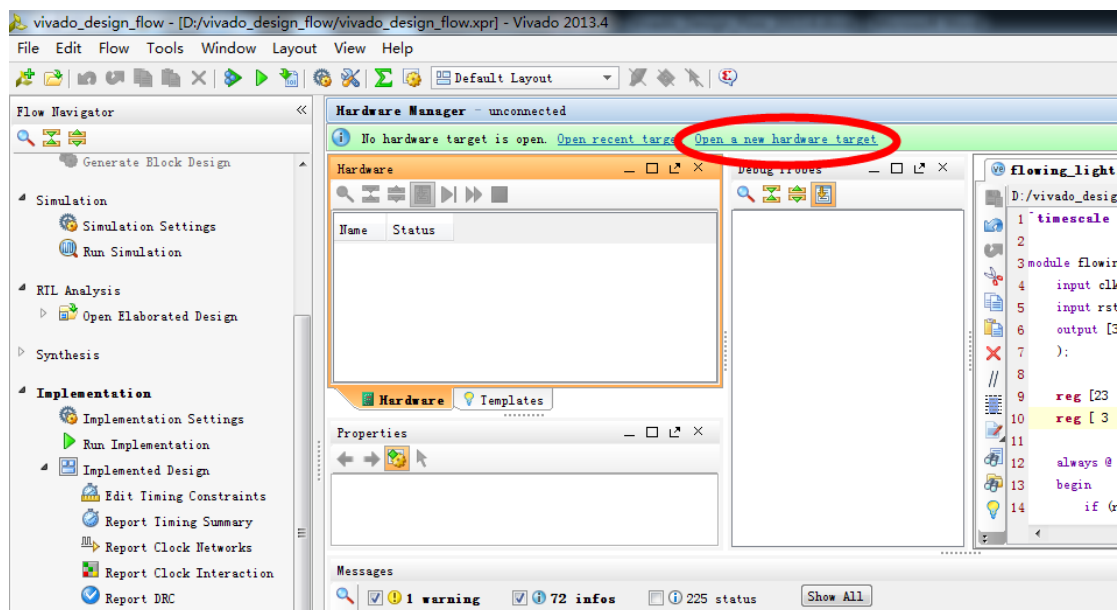 vivado_design_flow - [D:/vivado_design_flow/vivado_design_flow.xpr] - Vivado 2013.4
File Edit Flow Tools Window Layout View Help
Default Layout
Flow Navigator
Generate Block Design
Simulation
Simulation Settings
Run Simulation
RTL Analysis
Open Elaborated Design
Synthesis
Implementation
Implementation Settings
Run Implementation
Implemented Design
Edit Timing Constraints
Report Timing Summary
Report Clock Networks
Report Clock Interaction
Report DRC
Hardware Manager - unconnected
No hardware target is open. Open recent targe Open a new hardware target
Hardware
Name Status
Hardware Templates
Properties
Debug Probes
flowing_light
D:/vivado_desig
1 `timescale
2
3 module flowin
4 input clk
5 input rst
6 output [3
7 );
8
9 reg [23
10 reg [ 3
11
12 always @
13 begin
14 if (r
Messages
1 warning 72 infos 225 status Show All